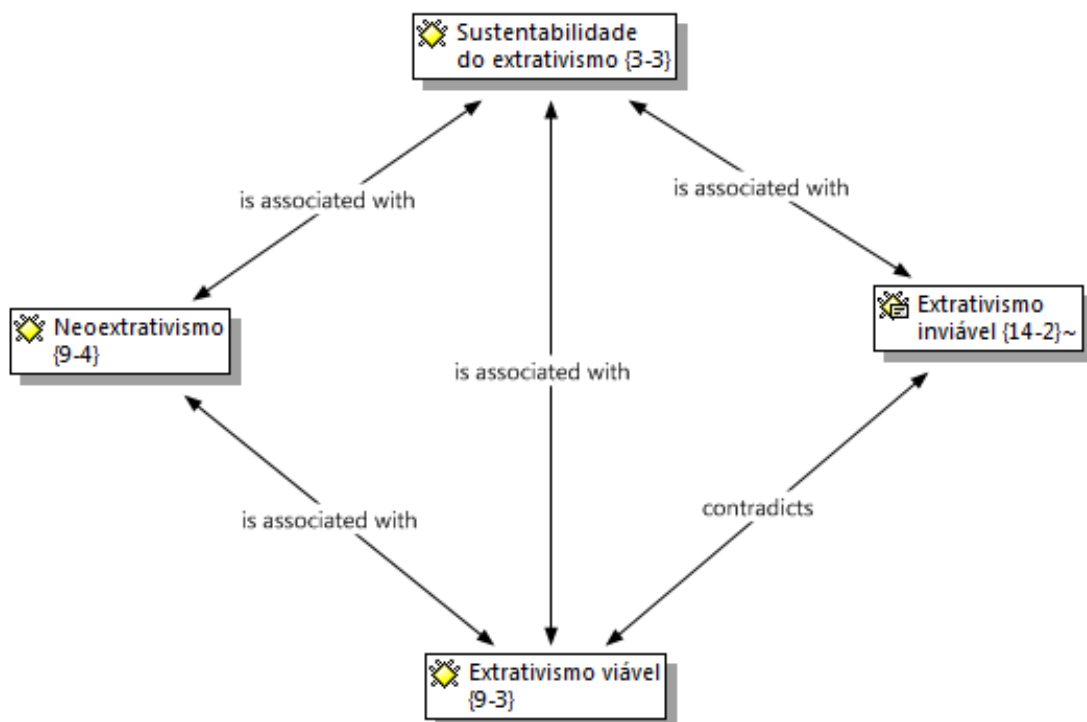 Sustentabilidade
do extrativismo {3-3}
is associated with
is associated with
Neoextrativismo
{9-4}
Extrativismo
inviável {14-2}~
is associated with
is associated with
contradicts
Extrativismo viável
{9-3}